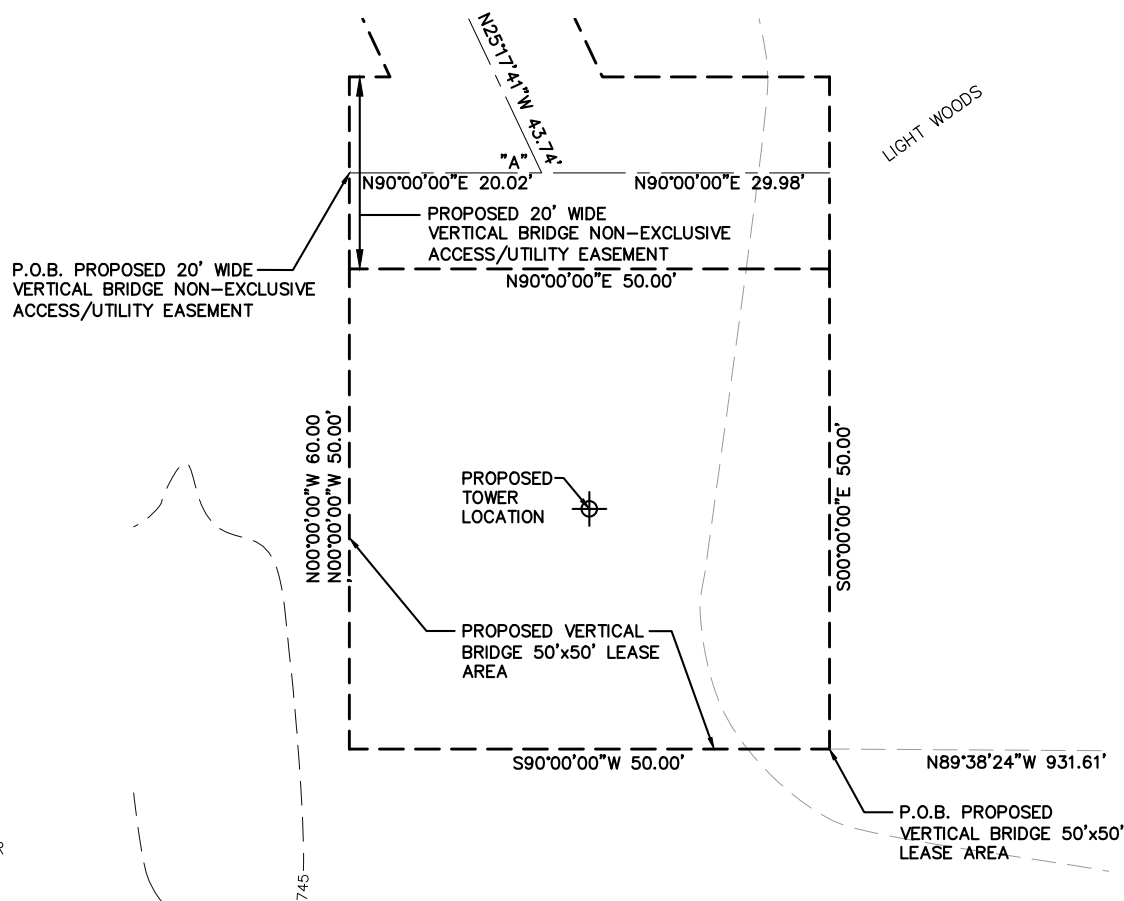 N25°17'41"W 43.74'
LIGHT WOODS
"A"
N90°00'00"E 20.02'
N90°00'00"E 29.98'
PROPOSED 20' WIDE
VERTICAL BRIDGE NON-EXCLUSIVE
ACCESS/UTILITY EASEMENT
P.O.B. PROPOSED 20' WIDE
VERTICAL BRIDGE NON-EXCLUSIVE
ACCESS/UTILITY EASEMENT
N90°00'00"E 50.00'
N00°00'00"W 60.00'
N00°00'00"W 50.00'
S00°00'00"E 50.00'
PROPOSED
TOWER
LOCATION
PROPOSED VERTICAL
BRIDGE 50'x50' LEASE
AREA
S90°00'00"W 50.00'
N89°38'24"W 931.61'
P.O.B. PROPOSED
VERTICAL BRIDGE 50'x50'
LEASE AREA
745